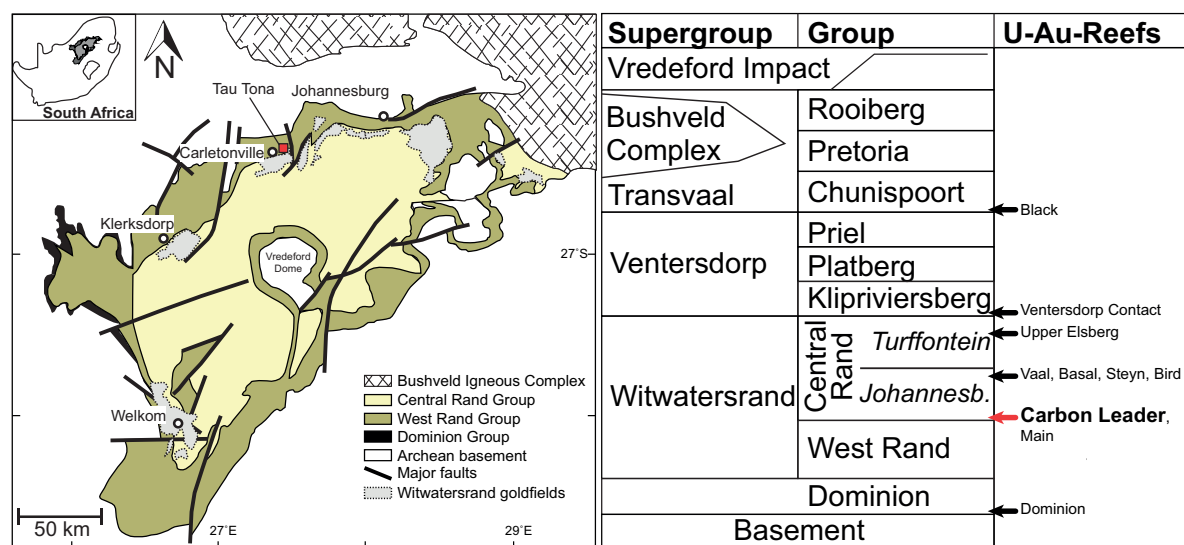 South Africa
N
Tau Tona
Johannesburg
Carletonville
Klerksdorp
27°S
Vredeford
Dome
Welkom
Bushveld Igneous Complex
Central Rand Group
West Rand Group
Dominion Group
Archean basement
Major faults
Witwatersrand goldfields
50 km
27°E
29°E
Supergroup
Group
U-Au-Reefs
Vredeford Impact
Bushveld
Complex
Rooiberg
Pretoria
Transvaal
Chunispoort
Black
Ventersdorp
Priel
Platberg
Klipriviersberg
Ventersdorp Contact
Witwatersrand
Central
Rand
Turffontein
Upper Elsberg
Johannesb.
Vaal, Basal, Steyn, Bird
Carbon Leader,
Main
West Rand
Dominion
Dominion
Basement